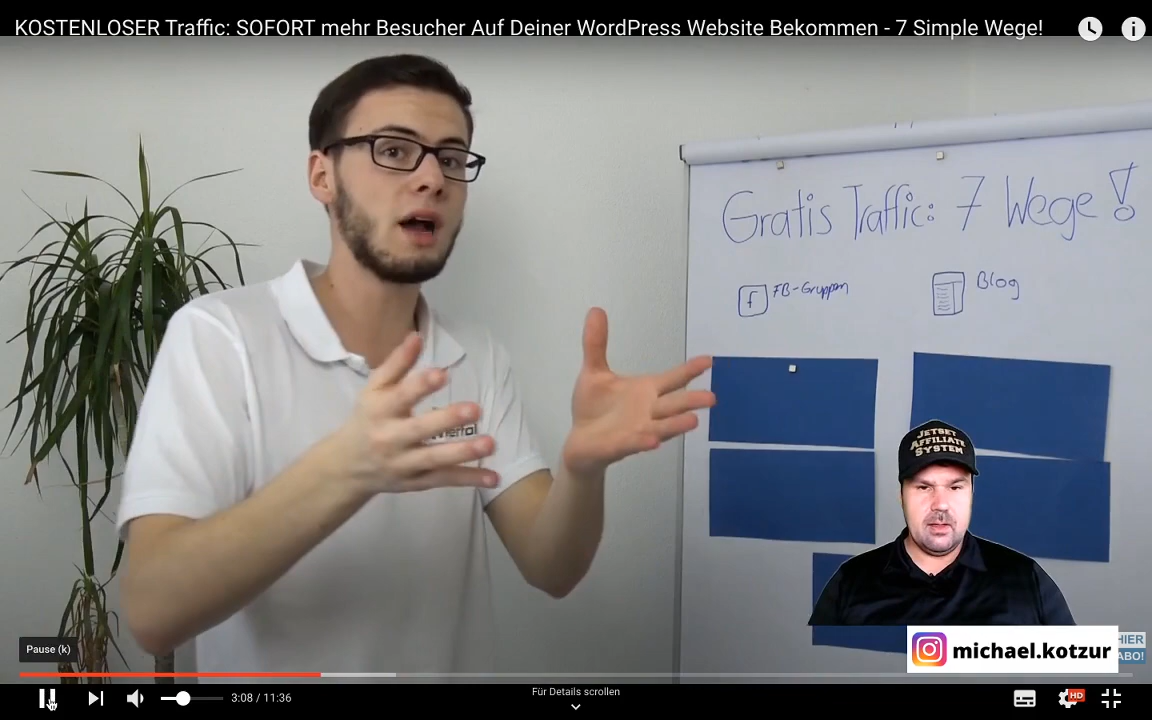 KOSTENLOSER Traffic: SOFORT mehr Besucher Auf Deiner WordPress Website Bekommen - 7 Simple Wege!
Gratis Traffic: 7 Wege!
f FB-Gruppen
Blog
JETSET
AFFILIATE
SYSTEM
HIER
ABO!
michael.kotzur
Pause (k)
3:08 / 11:36
Für Details scrollen
HD